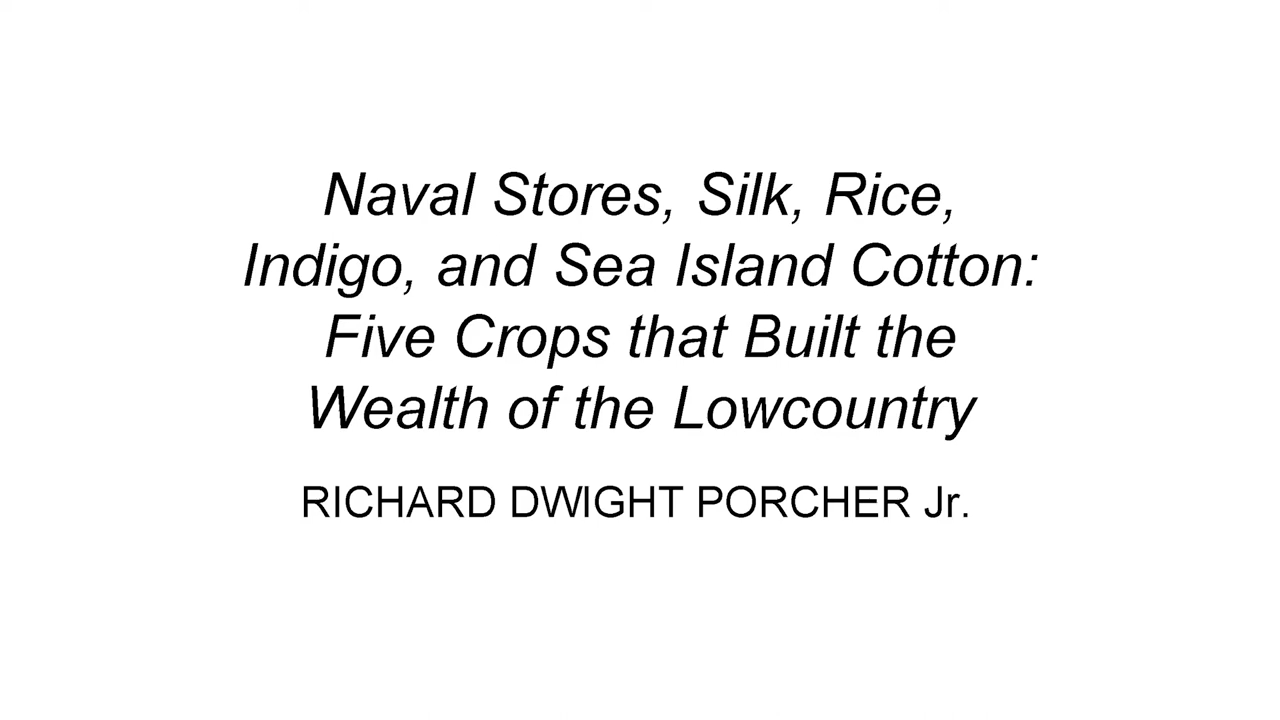 Naval Stores, Silk, Rice,
Indigo, and Sea Island Cotton:
Five Crops that Built the
Wealth of the Lowcountry
RICHARD DWIGHT PORCHER Jr.